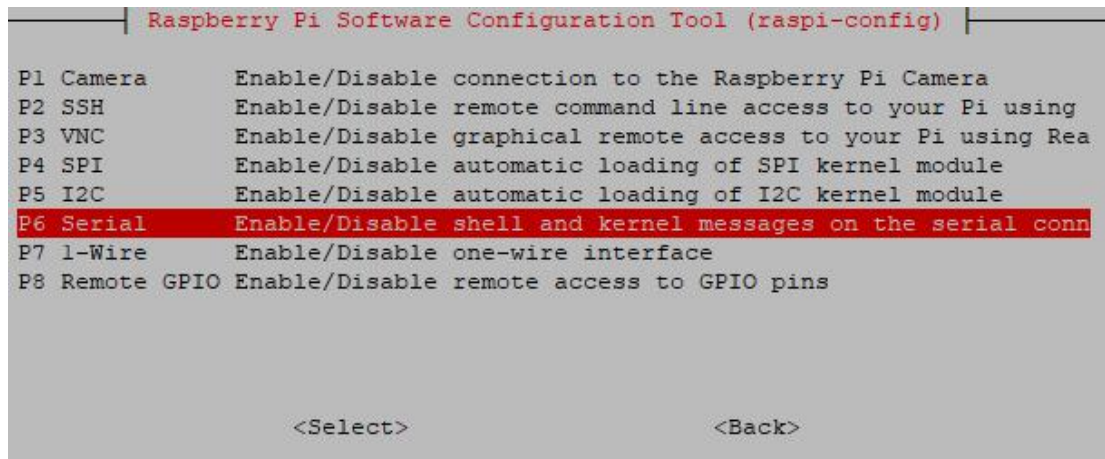 Raspberry Pi Software Configuration Tool (raspi-config)
P1 Camera Enable/Disable connection to the Raspberry Pi Camera
P2 SSH Enable/Disable remote command line access to your Pi using
P3 VNC Enable/Disable graphical remote access to your Pi using Rea
P4 SPI Enable/Disable automatic loading of SPI kernel module
P5 I2C Enable/Disable automatic loading of I2C kernel module
P6 Serial Enable/Disable shell and kernel messages on the serial conn
P7 1-Wire Enable/Disable one-wire interface
P8 Remote GPIO Enable/Disable remote access to GPIO pins
<Select> <Back>